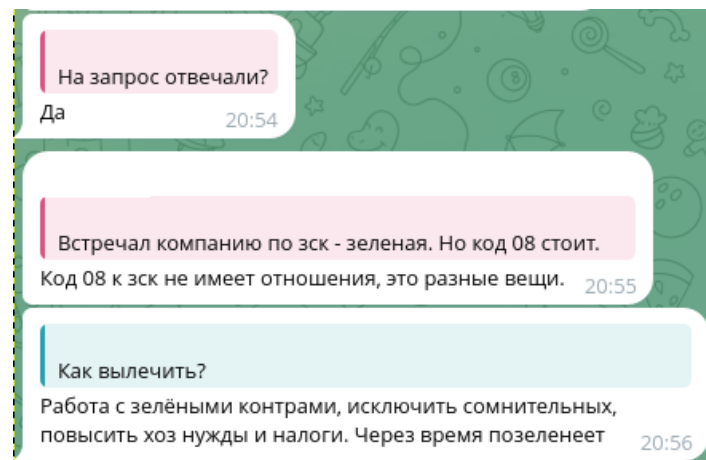 На запрос отвечали?
Да
20:54
Встречал компанию по зск - зеленая. Но код 08 стоит.
Код 08 к зск не имеет отношения, это разные вещи.
20:55
Как вылечить?
Работа с зелёными контрами, исключить сомнительных,
повысить хоз нужды и налоги. Через время позеленеет
20:56